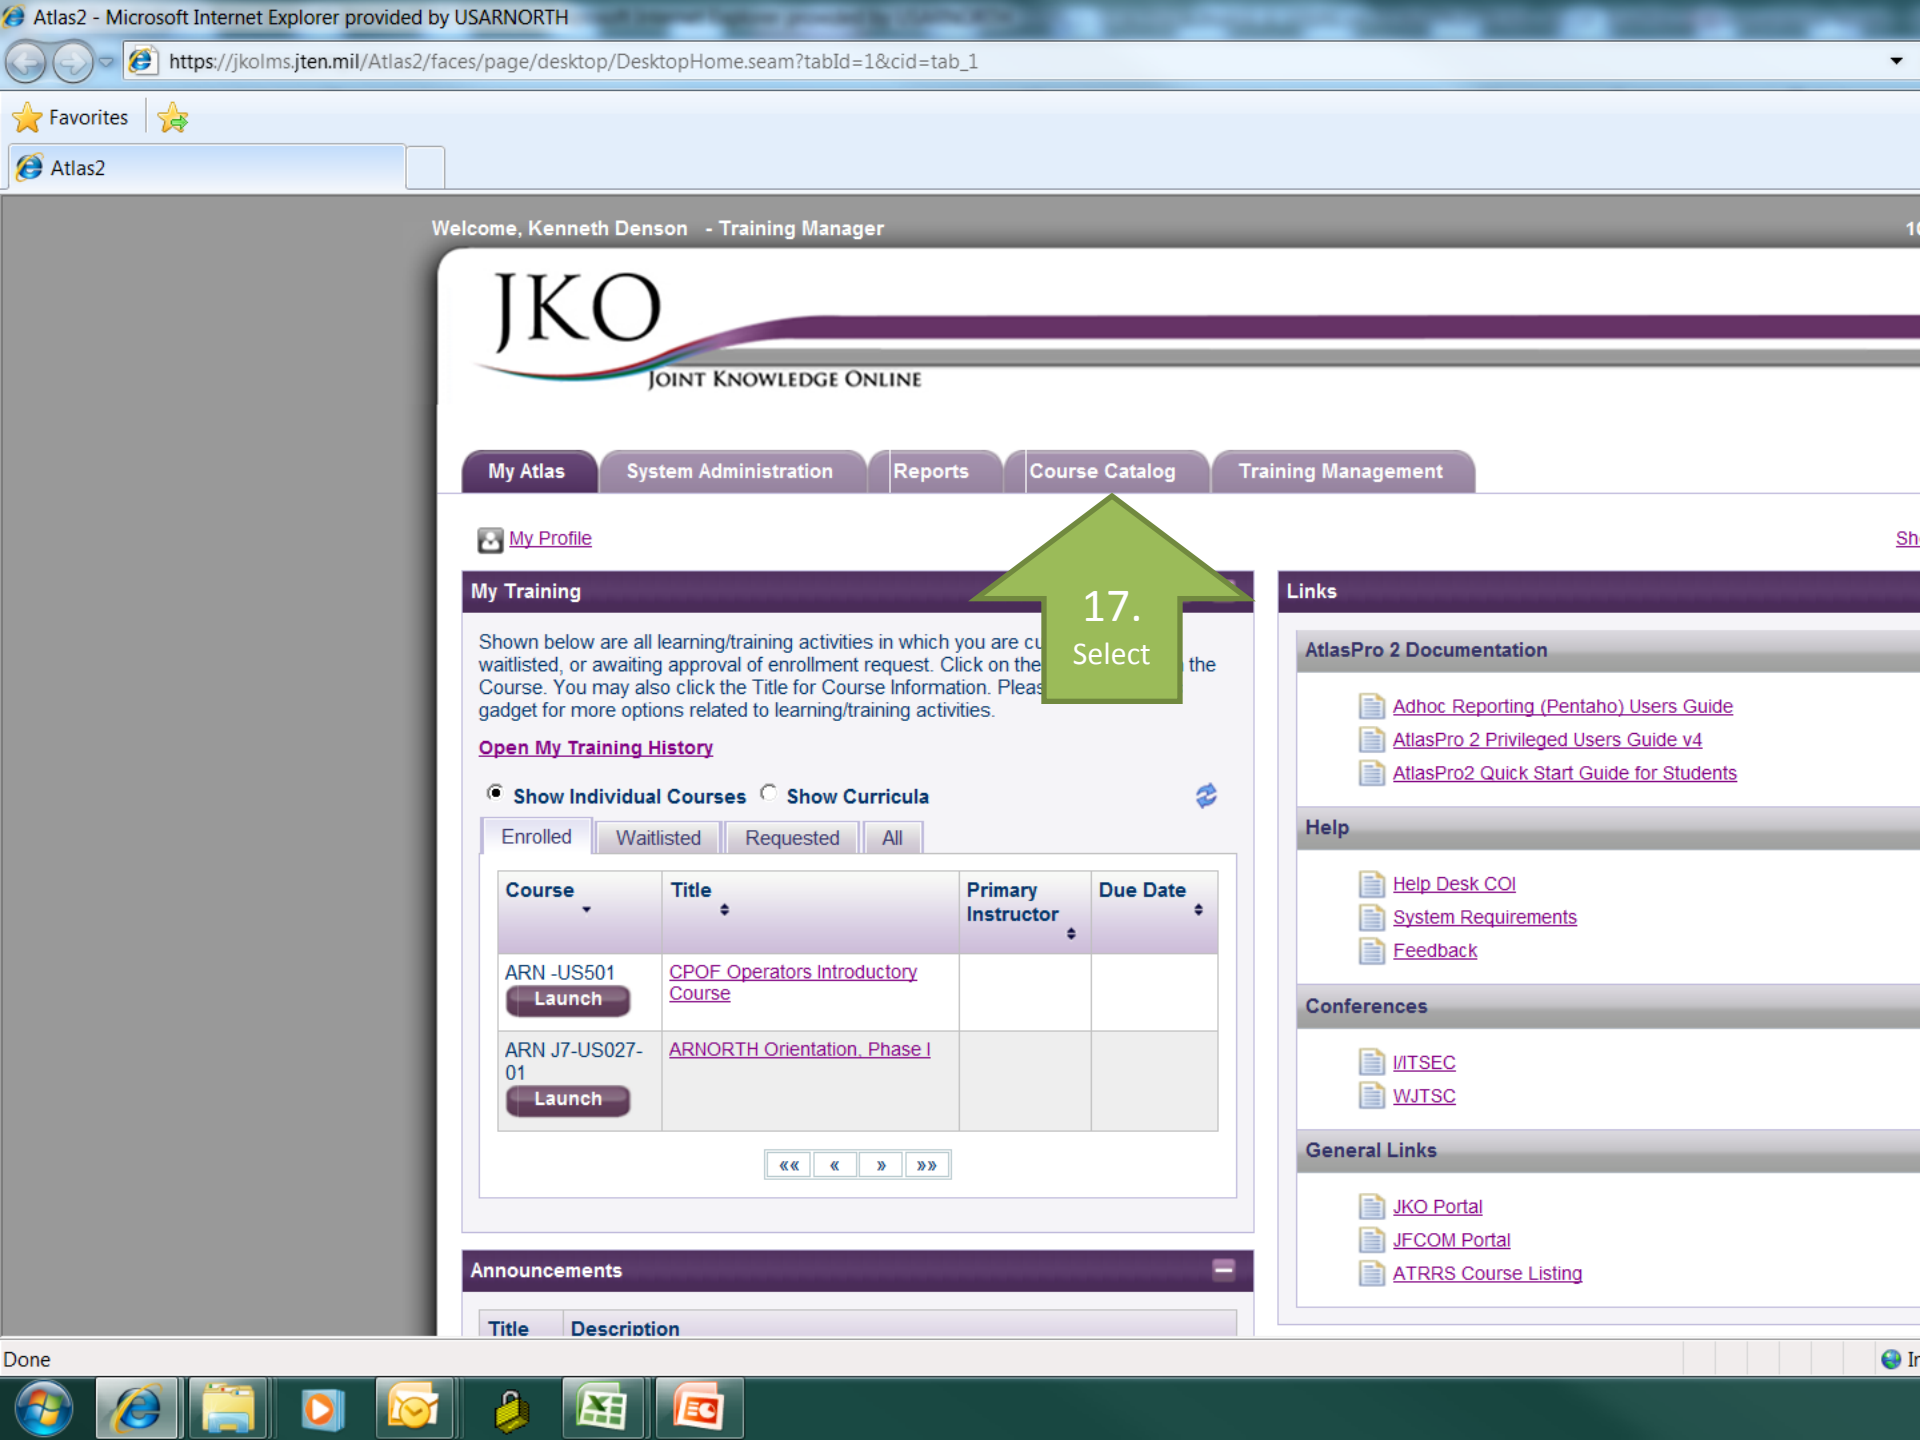 Atlas2 - Microsoft Internet Explorer provided by USARNORTH
https://jkolms.jten.mil/Atlas2/faces/page/desktop/DesktopHome.seam?tabId=1&cid=tab_1
Favorites
Atlas2
Welcome, Kenneth Denson - Training Manager
JKO
JOINT KNOWLEDGE ONLINE
My Atlas
System Administration
Reports
Course Catalog
Training Management
My Profile
My Training
Shown below are all learning/training activities in which you are
waitlisted, or awaiting approval of enrollment request. Click on the the
Course. You may also click the Title for Course Information.
gadget for more options related to learning/training activities.
17.
Select
Open My Training History
Show Individual Courses Show Curricula
Enrolled Waitlisted Requested All
Course Title Primary Instructor Due Date
ARN -US501
Launch
CPOF Operators Introductory
Course
ARN J7-US027-
01
Launch
ARNORTH Orientation, Phase I
«« « » »»
Announcements
Title Description
Links
AtlasPro 2 Documentation
Adhoc Reporting (Pentaho) Users Guide
AtlasPro 2 Privileged Users Guide v4
AtlasPro2 Quick Start Guide for Students
Help
Help Desk COI
System Requirements
Feedback
Conferences
I/ITSEC
WJTSC
General Links
JKO Portal
JFCOM Portal
ATRRS Course Listing
Done